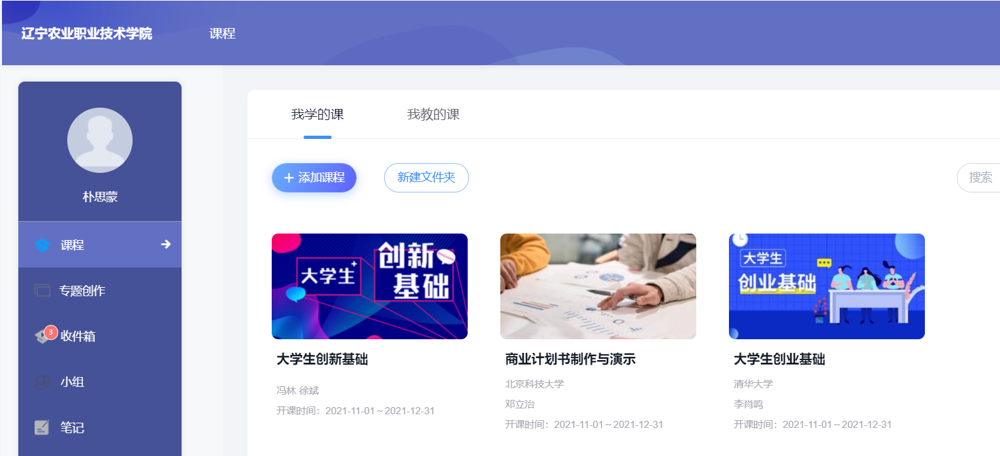 辽宁农业职业技术学院
课程
朴思蒙
课程
专题创作
3
收件箱
小组
笔记
我学的课
我教的课
+ 添加课程
新建文件夹
搜索
大学生+
创新
基础
大学生
创业基础
大学生创新基础
冯林 徐斌
开课时间：2021-11-01～2021-12-31
商业计划书制作与演示
北京科技大学
邓立治
开课时间：2021-11-01～2021-12-31
大学生创业基础
清华大学
李肖鸣
开课时间：2021-11-01～2021-12-31